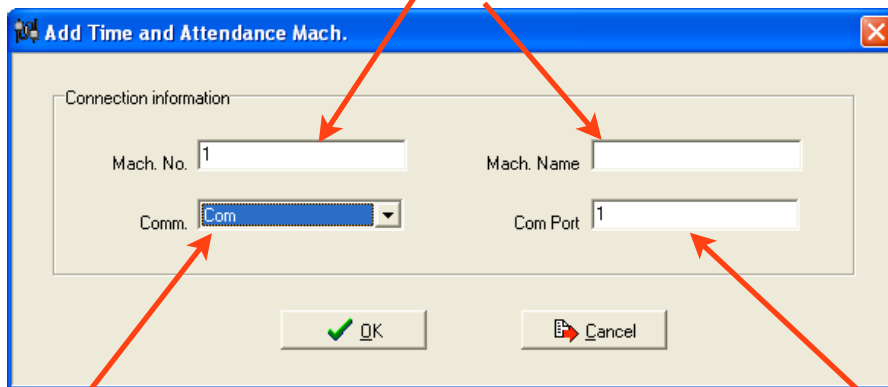 Add Time and Attendance Mach.
Connection information
Mach. No. 1 Mach. Name
Comm. Com Com Port 1
OK Cancel